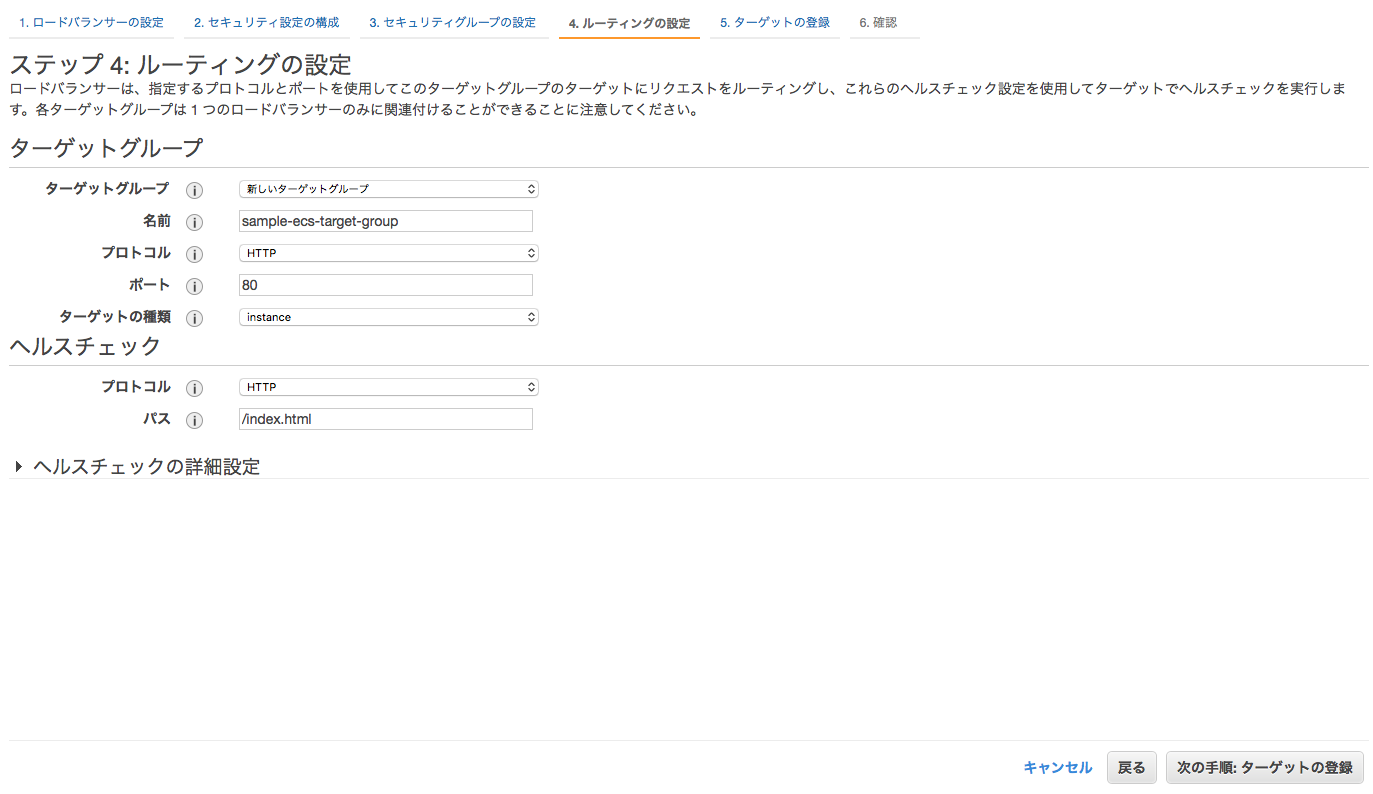 1. ロードバランサーの設定 2. セキュリティ設定の構成 3. セキュリティグループの設定 4. ルーティングの設定 5. ターゲットの登録 6. 確認
ステップ 4: ルーティングの設定
ロードバランサーは、指定するプロトコルとポートを使用してこのターゲットグループのターゲットにリクエストをルーティングし、これらのヘルスチェック設定を使用してターゲットでヘルスチェックを実行しま
す。各ターゲットグループは 1 つのロードバランサーのみに関連付けることができることに注意してください。
ターゲットグループ
ターゲットグループ i 新しいターゲットグループ
名前 i sample-ecs-target-group
プロトコル i HTTP
ポート i 80
ターゲットの種類 i instance
ヘルスチェック
プロトコル i HTTP
パス i /index.html
ヘルスチェックの詳細設定
キャンセル 戻る 次の手順: ターゲットの登録